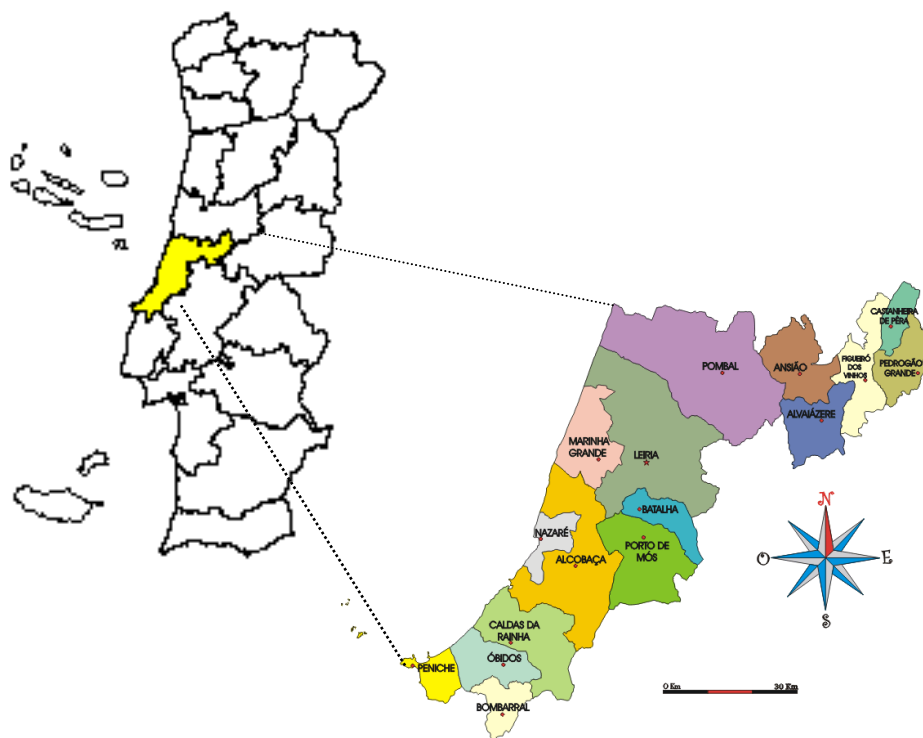 CASTANHEIRA
DE PÊRA
POMBAL
ANSIÃO
FIGUEIRÓ
DOS
VINHOS
PEDROGÃO
GRANDE
ALVAIÁZERE
MARINHA
GRANDE
LEIRIA
BATALHA
NAZARÉ
PORTO DE
MÓS
ALCOBAÇA
N
O
E
S
CALDAS DA
RAINHA
ÓBIDOS
PENICHE
BOMBARRAL
0 Km
30 Km